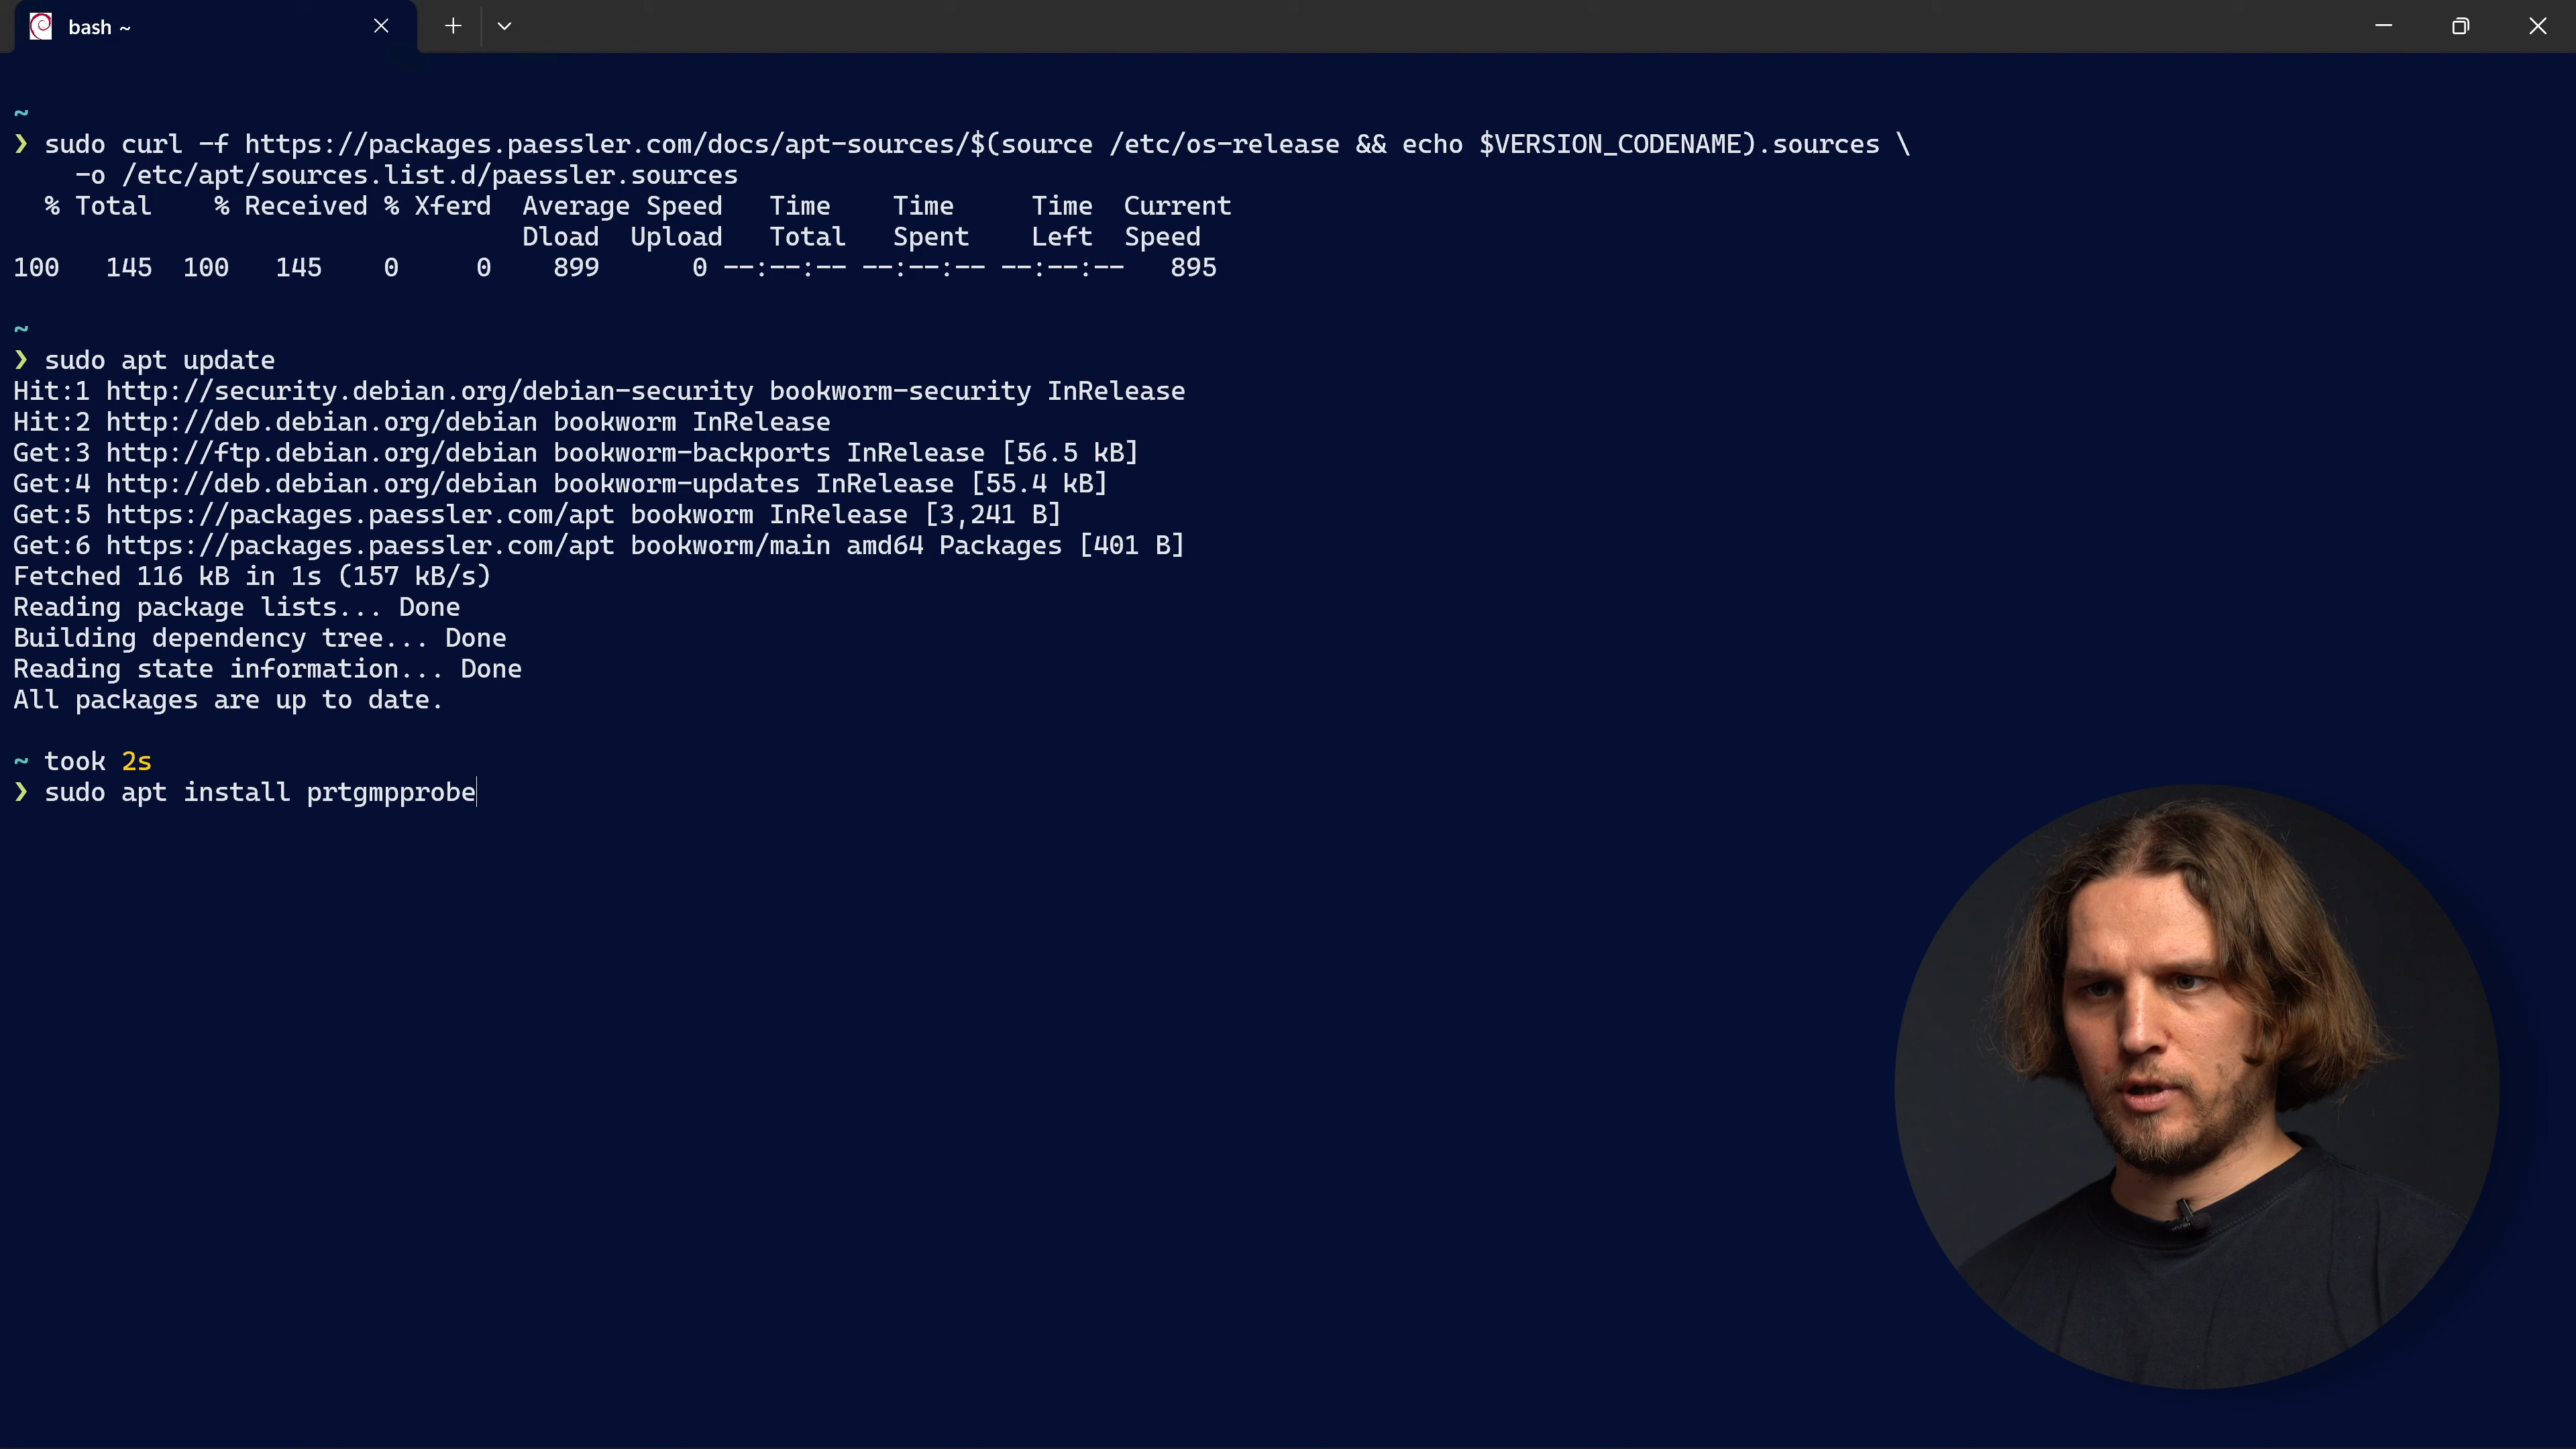 bash ~
~
❯ sudo curl -f https://packages.paessler.com/docs/apt-sources/$(source /etc/os-release && echo $VERSION_CODENAME).sources \
-o /etc/apt/sources.list.d/paessler.sources
% Total    % Received % Xferd  Average Speed   Time    Time     Time  Current
Dload  Upload   Total   Spent    Left  Speed
100   145  100   145    0     0    899      0 --:--:-- --:--:-- --:--:--   895
~
❯ sudo apt update
Hit:1 http://security.debian.org/debian-security bookworm-security InRelease
Hit:2 http://deb.debian.org/debian bookworm InRelease
Get:3 http://ftp.debian.org/debian bookworm-backports InRelease [56.5 kB]
Get:4 http://deb.debian.org/debian bookworm-updates InRelease [55.4 kB]
Get:5 https://packages.paessler.com/apt bookworm InRelease [3,241 B]
Get:6 https://packages.paessler.com/apt bookworm/main amd64 Packages [401 B]
Fetched 116 kB in 1s (157 kB/s)
Reading package lists... Done
Building dependency tree... Done
Reading state information... Done
All packages are up to date.
~ took 2s
❯ sudo apt install prtgmpprobe